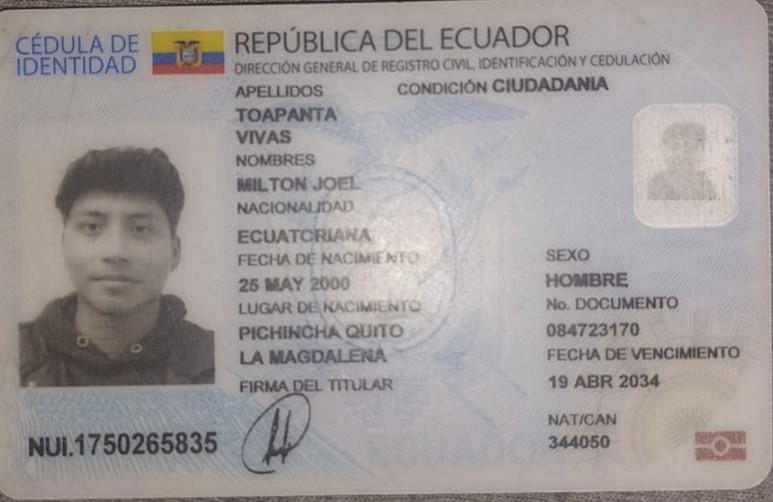 CÉDULA DE
IDENTIDAD
REPÚBLICA DEL ECUADOR
DIRECCIÓN GENERAL DE REGISTRO CIVIL, IDENTIFICACIÓN Y CEDULACIÓN
APELLIDOS
CONDICIÓN CIUDADANIA
TOAPANTA
VIVAS
NOMBRES
MILTON JOEL
NACIONALIDAD
ECUATORIANA
FECHA DE NACIMIENTO
25 MAY 2000
LUGAR DE NACIMIENTO
PICHINCHA QUITO
LA MAGDALENA
FIRMA DEL TITULAR
SEXO
HOMBRE
No. DOCUMENTO
084723170
FECHA DE VENCIMIENTO
19 ABR 2034
NAT/CAN
344050
NUI.1750265835